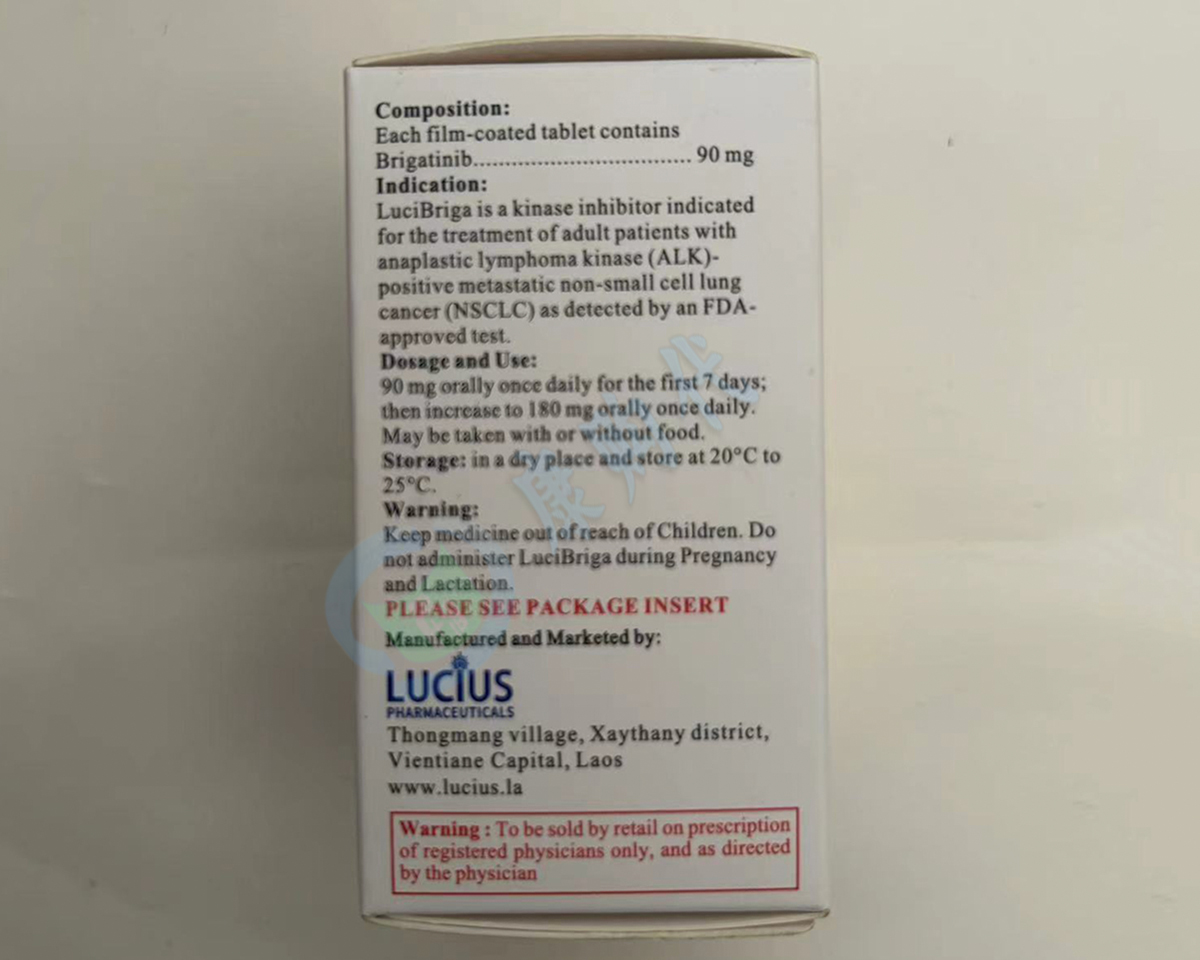 Composition:
Each film-coated tablet contains
Brigatinib.................................. 90 mg
Indication:
LuciBriga is a kinase inhibitor indicated
for the treatment of adult patients with
anaplastic lymphoma kinase (ALK)-
positive metastatic non-small cell lung
cancer (NSCLC) as detected by an FDA-
approved test.
Dosage and Use:
90 mg orally once daily for the first 7 days;
then increase to 180 mg orally once daily.
May be taken with or without food.
Storage: in a dry place and store at 20°C to
25°C.
Warning:
Keep medicine out of reach of Children. Do
not administer LuciBriga during Pregnancy
and Lactation.
PLEASE SEE PACKAGE INSERT
Manufactured and Marketed by:
LUCIUS
PHARMACEUTICALS
Thongmang village, Xaythany district,
Vientiane Capital, Laos
www.lucius.la
Warning : To be sold by retail on prescription
of registered physicians only, and as directed
by the physician